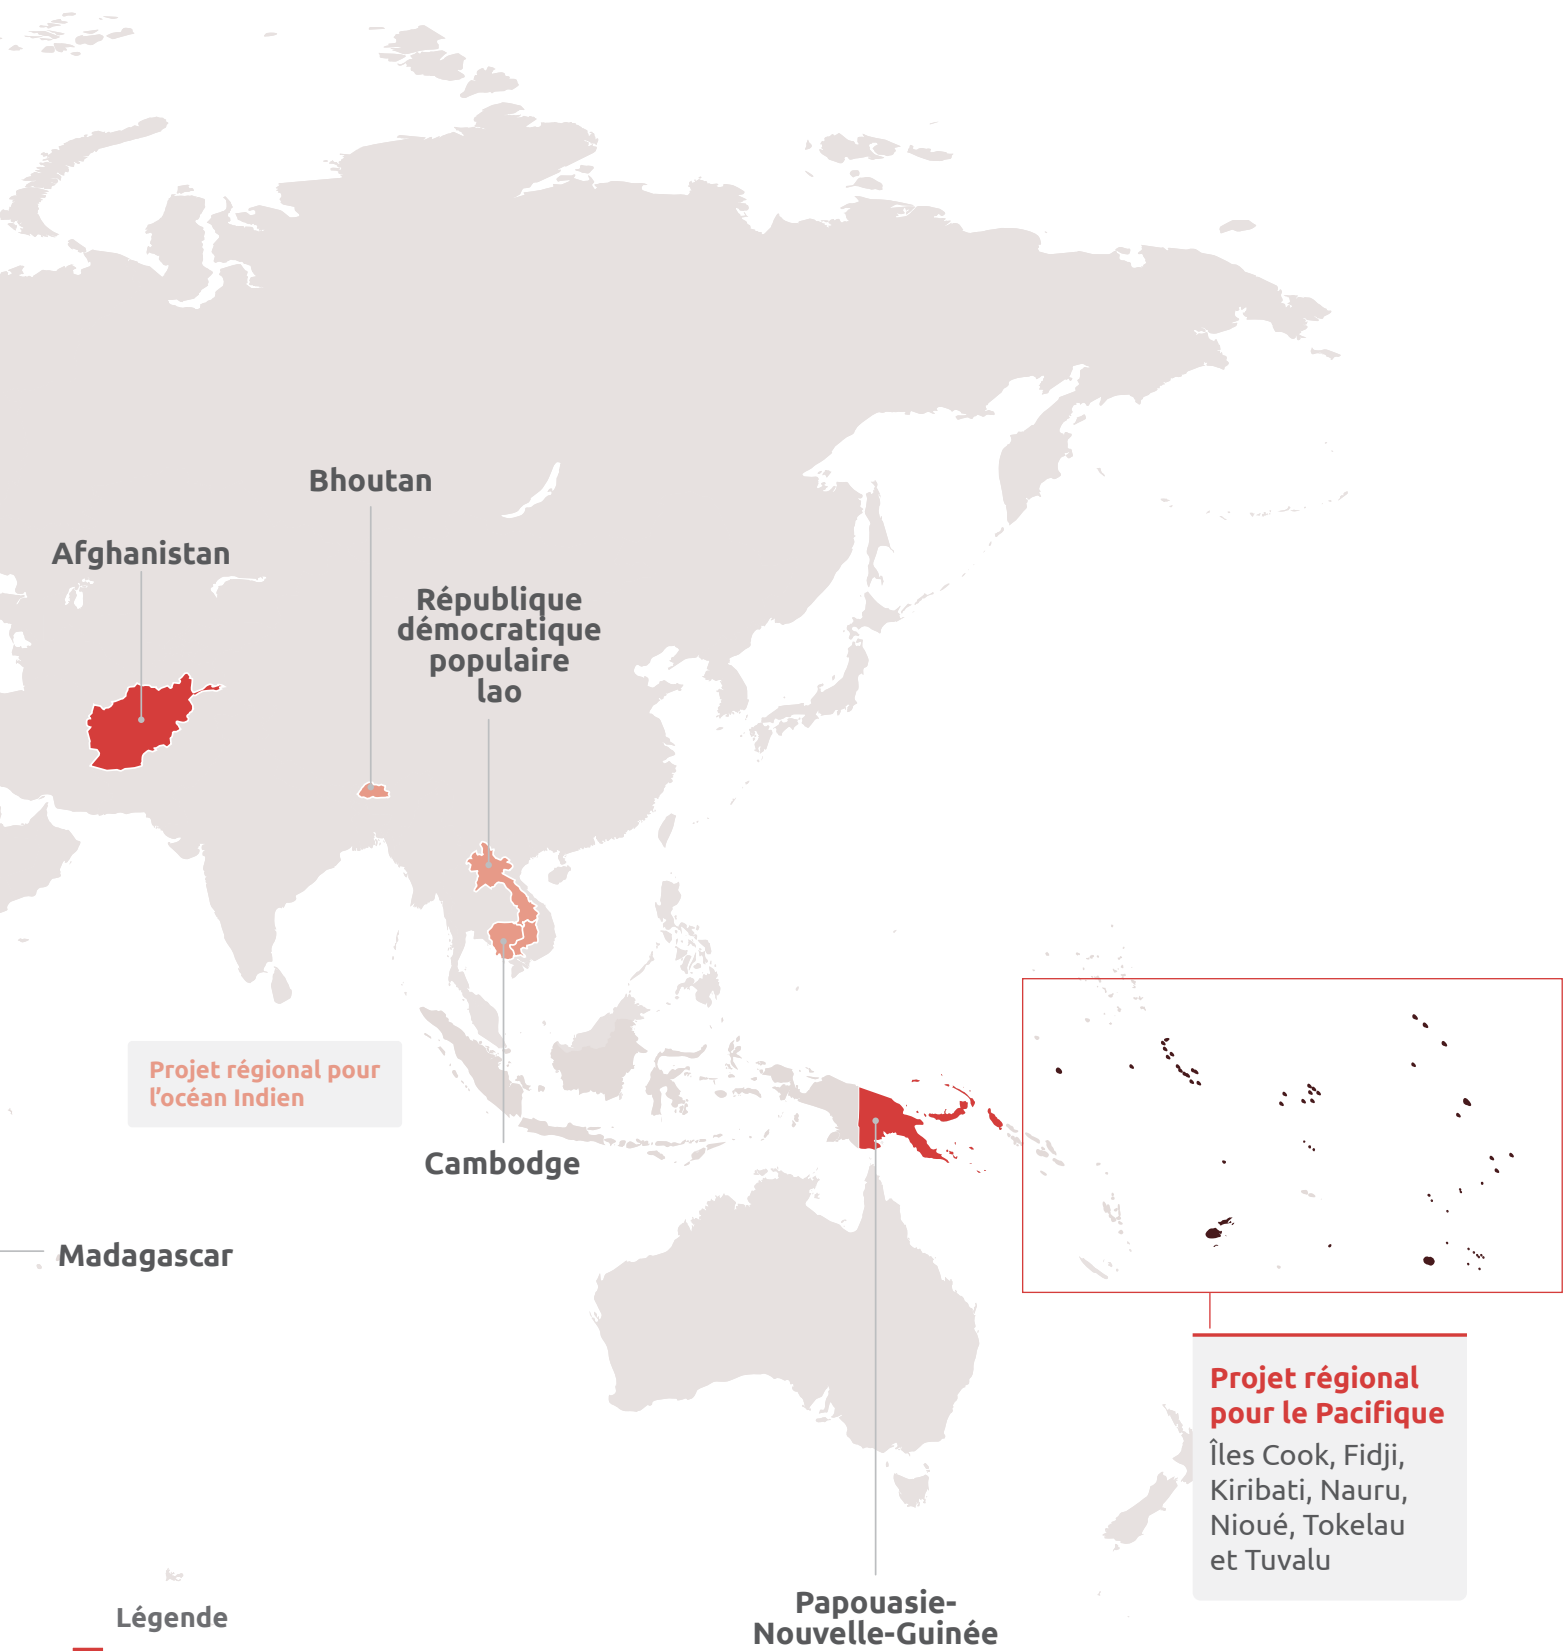 Bhoutan
Afghanistan
République
démocratique
populaire
lao
Projet régional pour
l'océan Indien
Cambodge
Madagascar
Projet régional
pour le Pacifique
Îles Cook, Fidji,
Kiribati, Nauru,
Nioué, Tokelau
et Tuvalu
Papouasie-
Nouvelle-Guinée
Légende